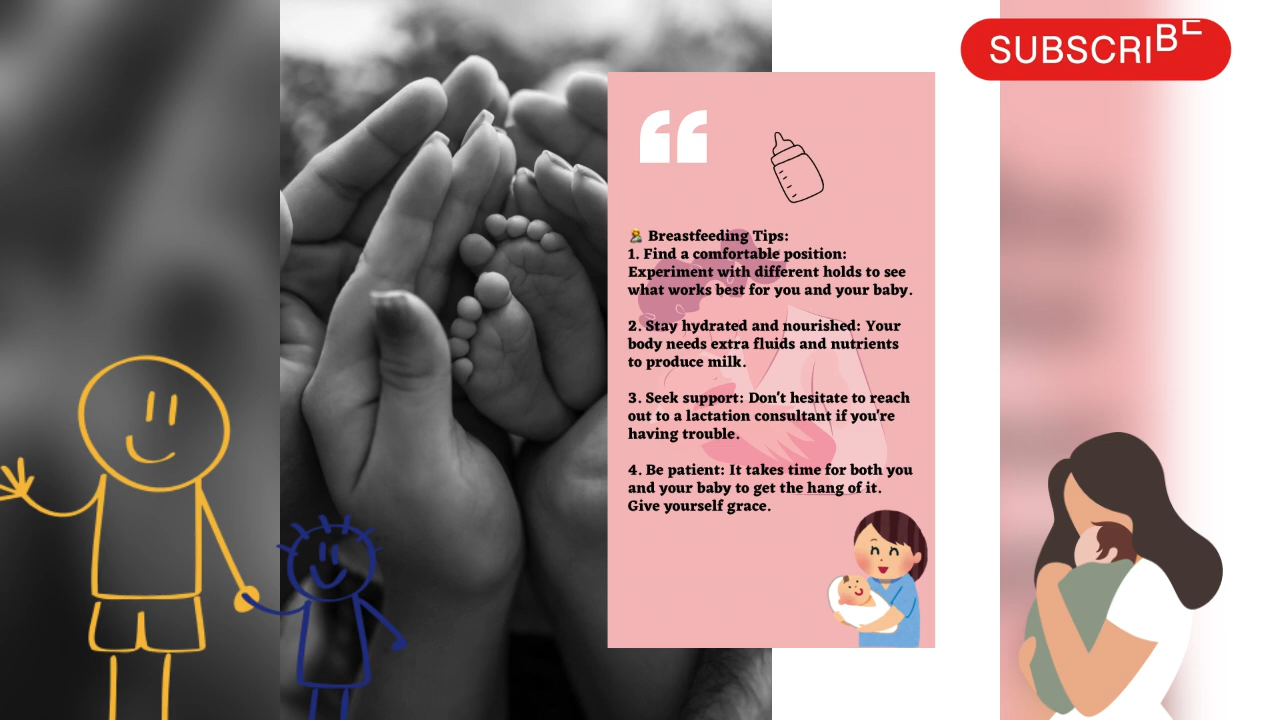 SUBSCRIBE
🤱 Breastfeeding Tips:
1. Find a comfortable position:
Experiment with different holds to see
what works best for you and your baby.
2. Stay hydrated and nourished: Your
body needs extra fluids and nutrients
to produce milk.
3. Seek support: Don't hesitate to reach
out to a lactation consultant if you're
having trouble.
4. Be patient: It takes time for both you
and your baby to get the hang of it.
Give yourself grace.